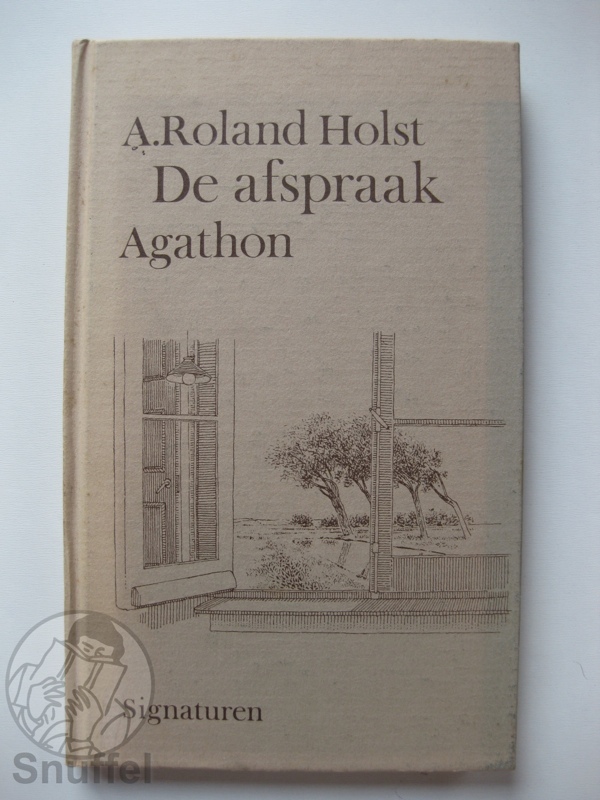 A.Roland Holst
De afspraak
Agathon
Signaturen
Snuffel